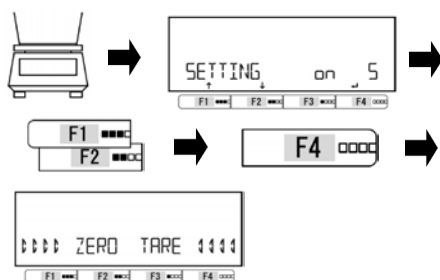 SETTING on 5
F1 F2 F3 F4
F1
F2
F4
ZERO TARE
F1 F2 F3 F4